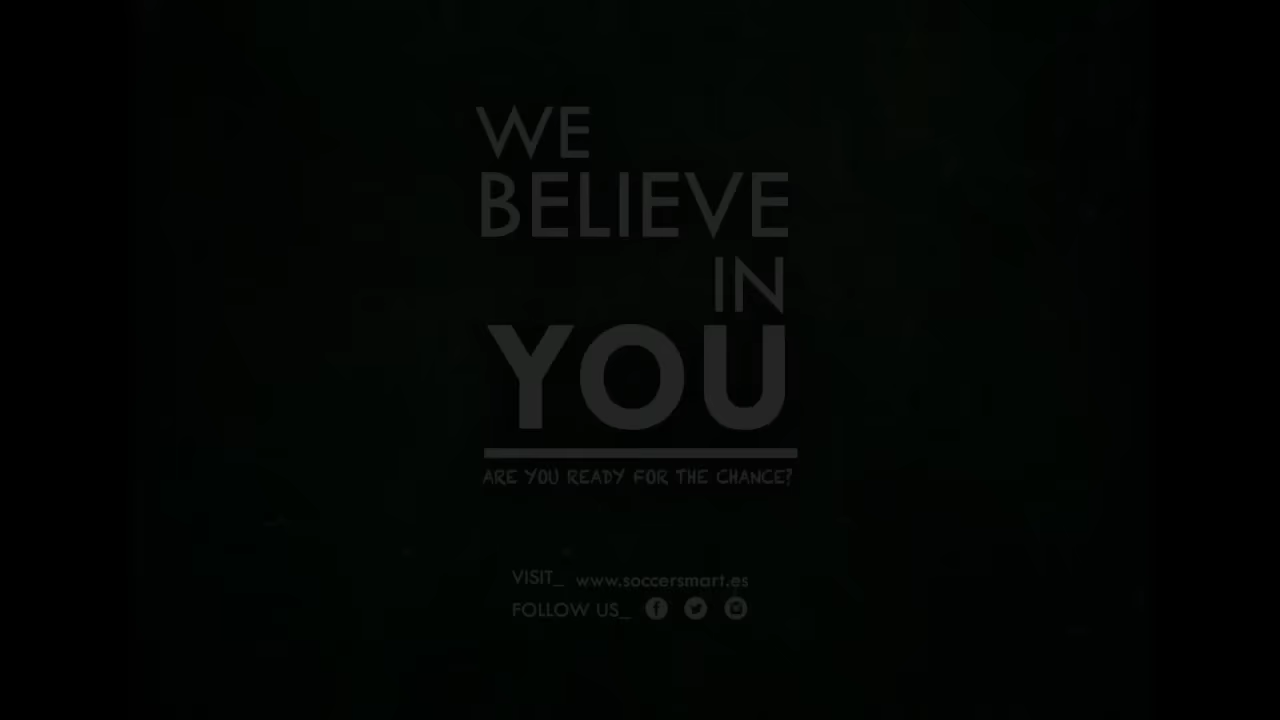 WE
BELIEVE
IN
YOU
ARE YOU READY FOR THE CHANCE?
VISIT_ www.soccersmart.es
FOLLOW US_